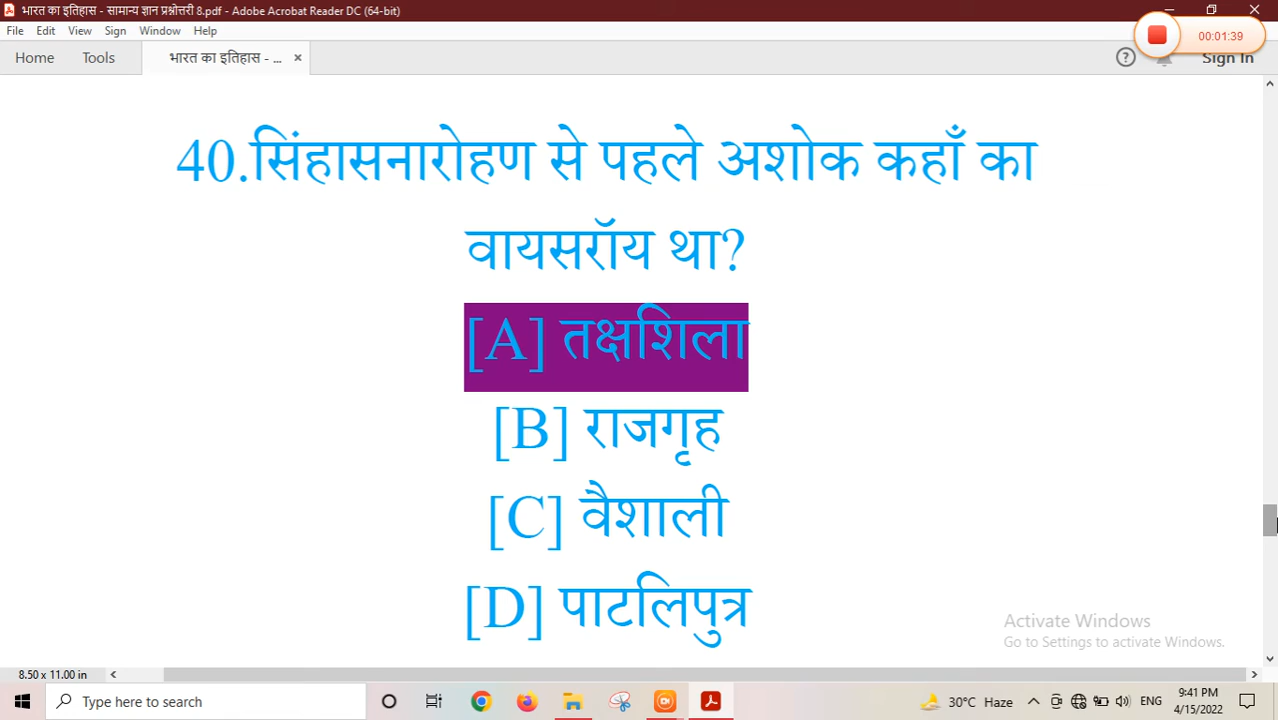 भारत का इतिहास - सामान्य ज्ञान प्रश्नोत्तरी 8.pdf - Adobe Acrobat Reader DC (64-bit)
File Edit View Sign Window Help
00:01:39
Home Tools भारत का इतिहास - ... × Sign In
40.सिंहासनारोहण से पहले अशोक कहाँ का
वायसरॉय था?
[A] तक्षशिला
[B] राजगृह
[C] वैशाली
[D] पाटलिपुत्र
Activate Windows
Go to Settings to activate Windows.
8.50 x 11.00 in
Type here to search
30°C Haze
ENG
9:41 PM
4/15/2022